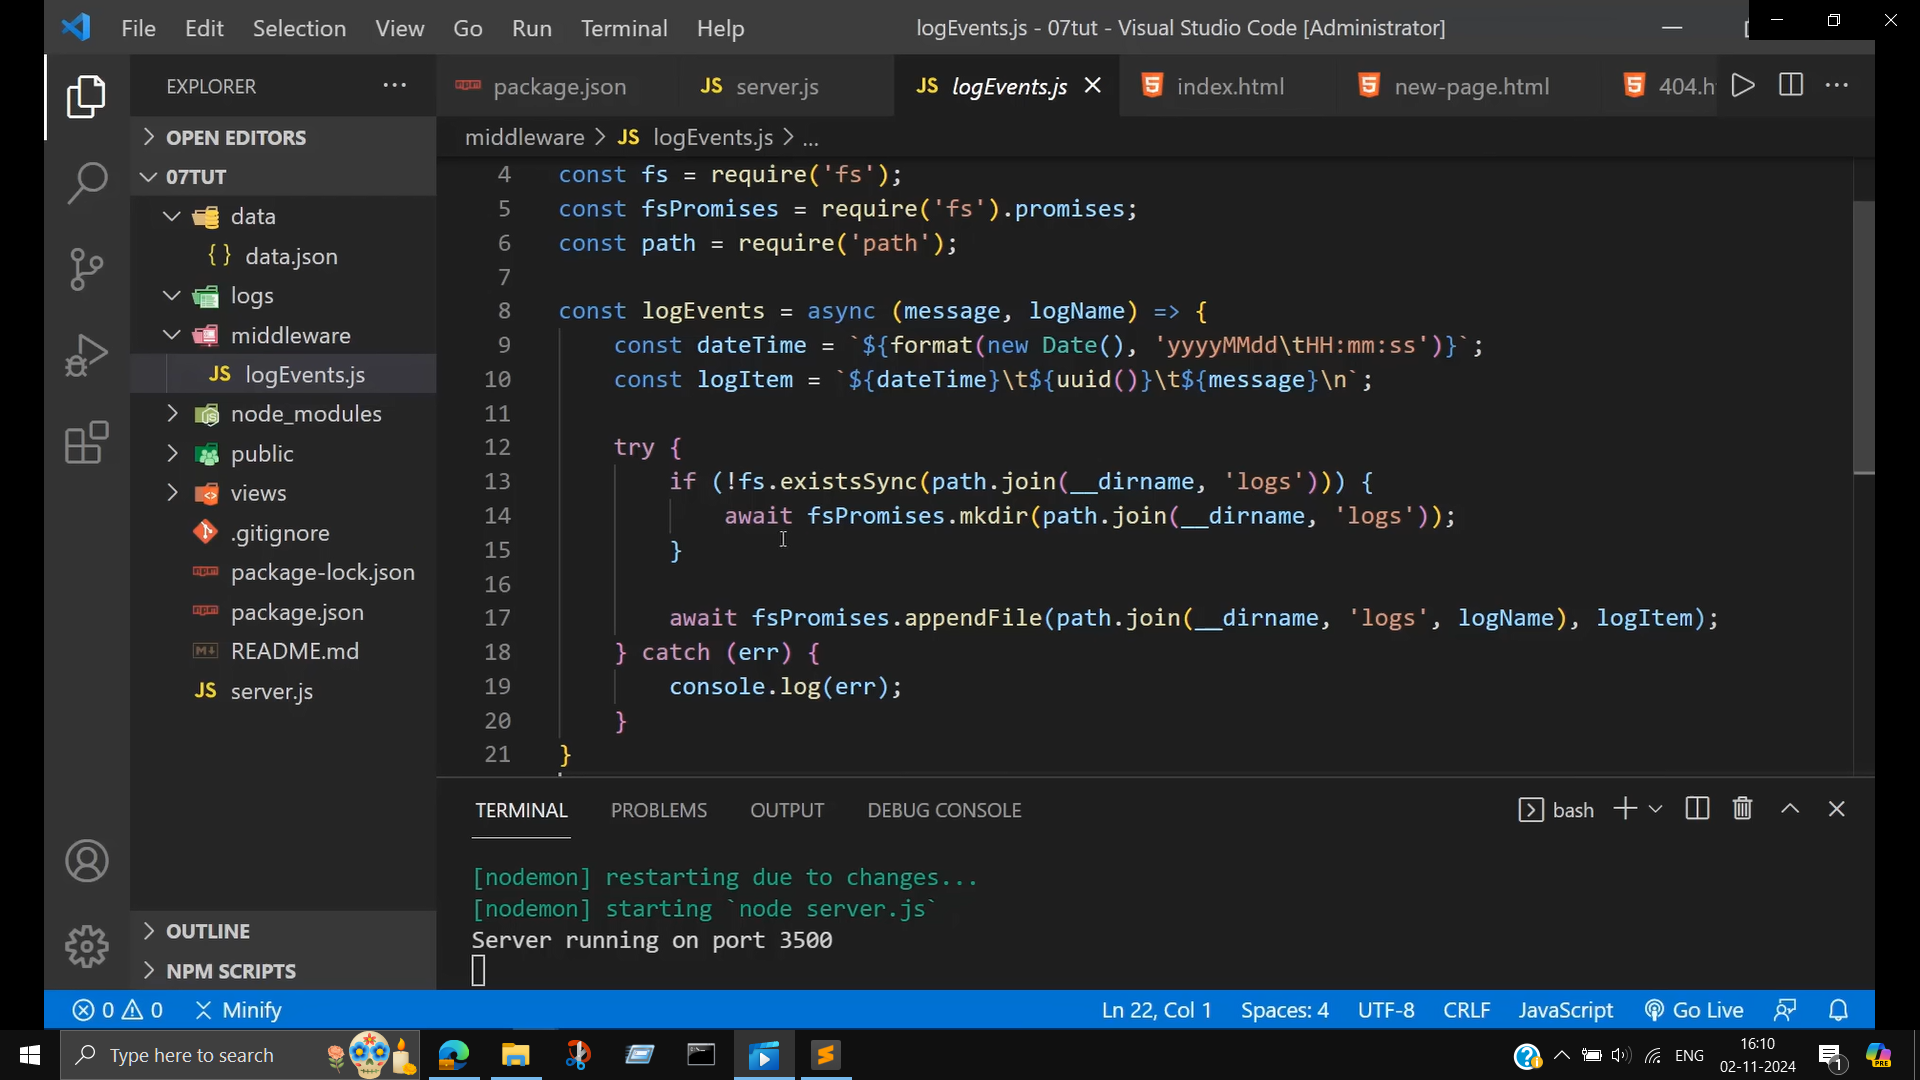 File Edit Selection View Go Run Terminal Help logEvents.js - 07tut - Visual Studio Code [Administrator]
EXPLORER
OPEN EDITORS
07TUT
data
data.json
logs
middleware
JS logEvents.js
node_modules
public
views
.gitignore
package-lock.json
package.json
README.md
JS server.js
OUTLINE
NPM SCRIPTS
package.json JS server.js JS logEvents.js index.html new-page.html 404.h
middleware > JS logEvents.js > ...
4 const fs = require('fs');
5 const fsPromises = require('fs').promises;
6 const path = require('path');
7
8 const logEvents = async (message, logName) => {
9 const dateTime = `${format(new Date(), 'yyyyMMdd\tHH:mm:ss')}`;
10 const logItem = `${dateTime}\t${uuid()}\t${message}\n`;
11
12 try {
13 if (!fs.existsSync(path.join(__dirname, 'logs'))) {
14 await fsPromises.mkdir(path.join(__dirname, 'logs'));
15 }
16
17 await fsPromises.appendFile(path.join(__dirname, 'logs', logName), logItem);
18 } catch (err) {
19 console.log(err);
20 }
21 }
TERMINAL PROBLEMS OUTPUT DEBUG CONSOLE bash
[nodemon] restarting due to changes...
[nodemon] starting `node server.js`
Server running on port 3500
0 0 Minify Ln 22, Col 1 Spaces: 4 UTF-8 CRLF JavaScript Go Live
Type here to search ENG 16:10
02-11-2024 1 PRE